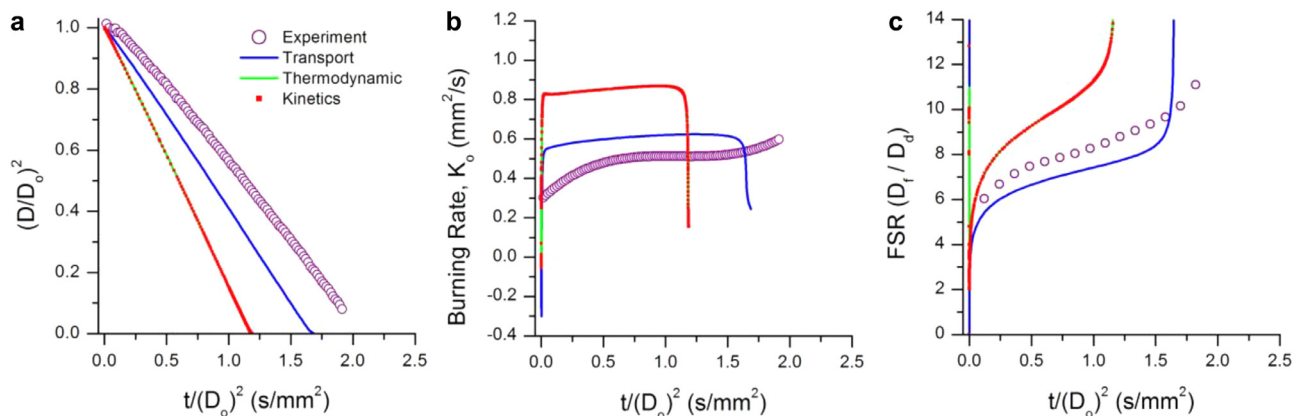 a
(D/D_o)^2
1.0
0.8
0.6
0.4
0.2
0.0
Experiment
Transport
Thermodynamic
Kinetics
0.0 0.5 1.0 1.5 2.0 2.5
t/(D_o)^2 (s/mm^2)
b
Burning Rate, K_o (mm^2/s)
1.2
1.0
0.8
0.6
0.4
0.2
0.0
-0.2
-0.4
0.0 0.5 1.0 1.5 2.0 2.5
t/(D_o)^2 (s/mm^2)
c
FSR (D_f / D_d)
14
12
10
8
6
4
2
0
0.0 0.5 1.0 1.5 2.0 2.5
t/(D_o)^2 (s/mm^2)